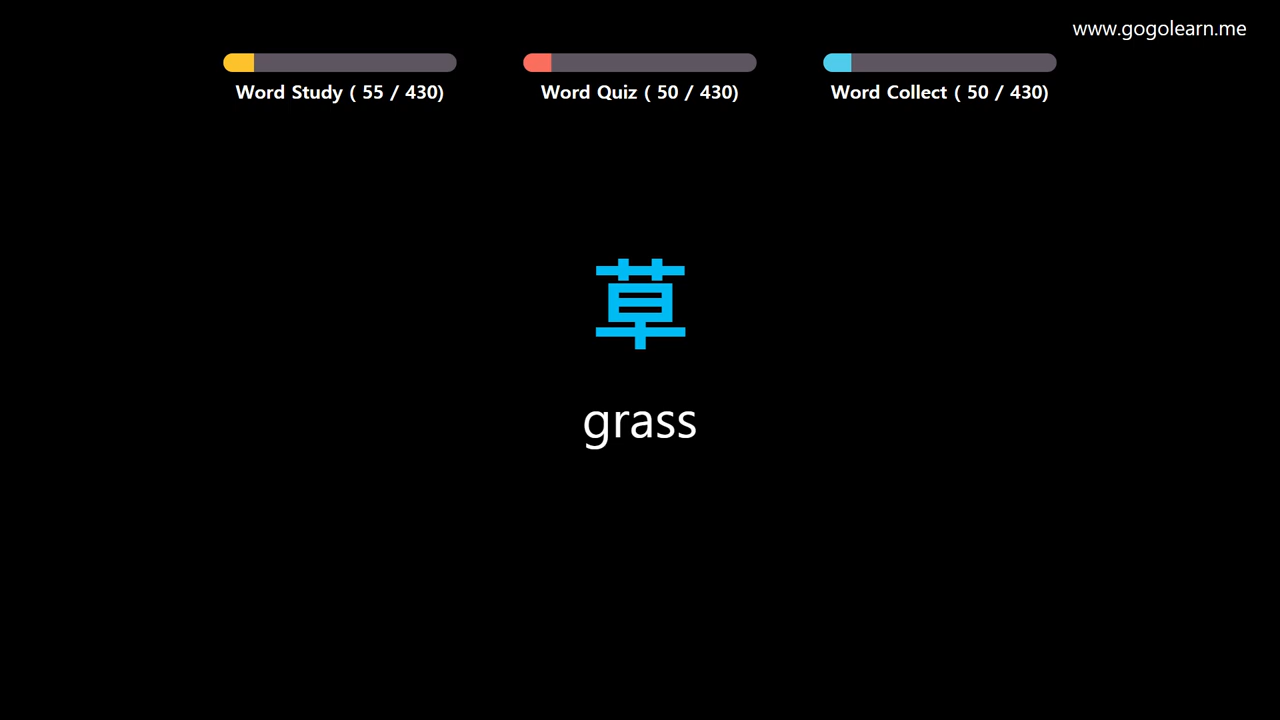 www.gogolearn.me
Word Study ( 55 / 430)
Word Quiz ( 50 / 430)
Word Collect ( 50 / 430)
草
grass